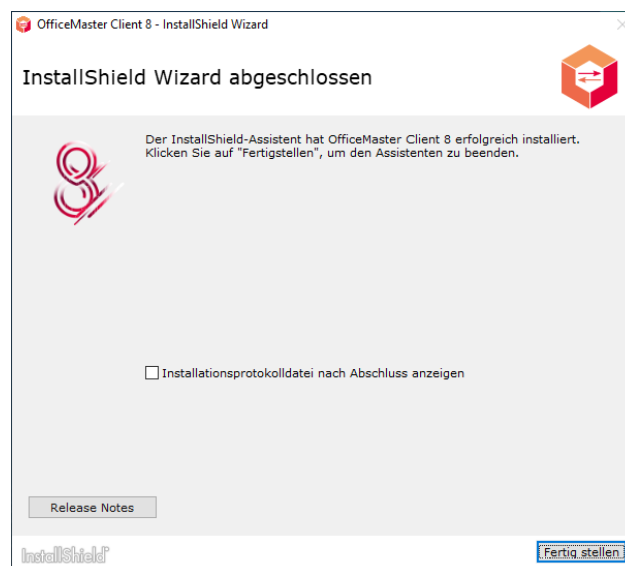 OfficeMaster Client 8 - InstallShield Wizard
InstallShield Wizard abgeschlossen
8
Der InstallShield-Assistent hat OfficeMaster Client 8 erfolgreich installiert.
Klicken Sie auf "Fertigstellen", um den Assistenten zu beenden.
Installationsprotokolldatei nach Abschluss anzeigen
Release Notes
InstallShield
Fertig stellen